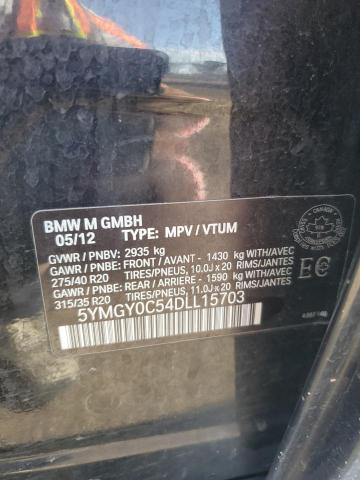 BMW M GMBH
05/12 TYPE: MPV / VTUM
GVWR / PNBV: 2935 kg
GAWR / PNBE: FRONT / AVANT - 1430 kg WITH/AVEC
275/40 R20 TIRES/PNEUS, 10.0J x 20 RIMS/JANTES
GAWR / PNBE: REAR / ARRIERE - 1590 kg WITH/AVEC
315/35 R20 TIRES/PNEUS, 11.0J x 20 RIMS/JANTES
5YMGY0C54DLL15703
CANADA
EC